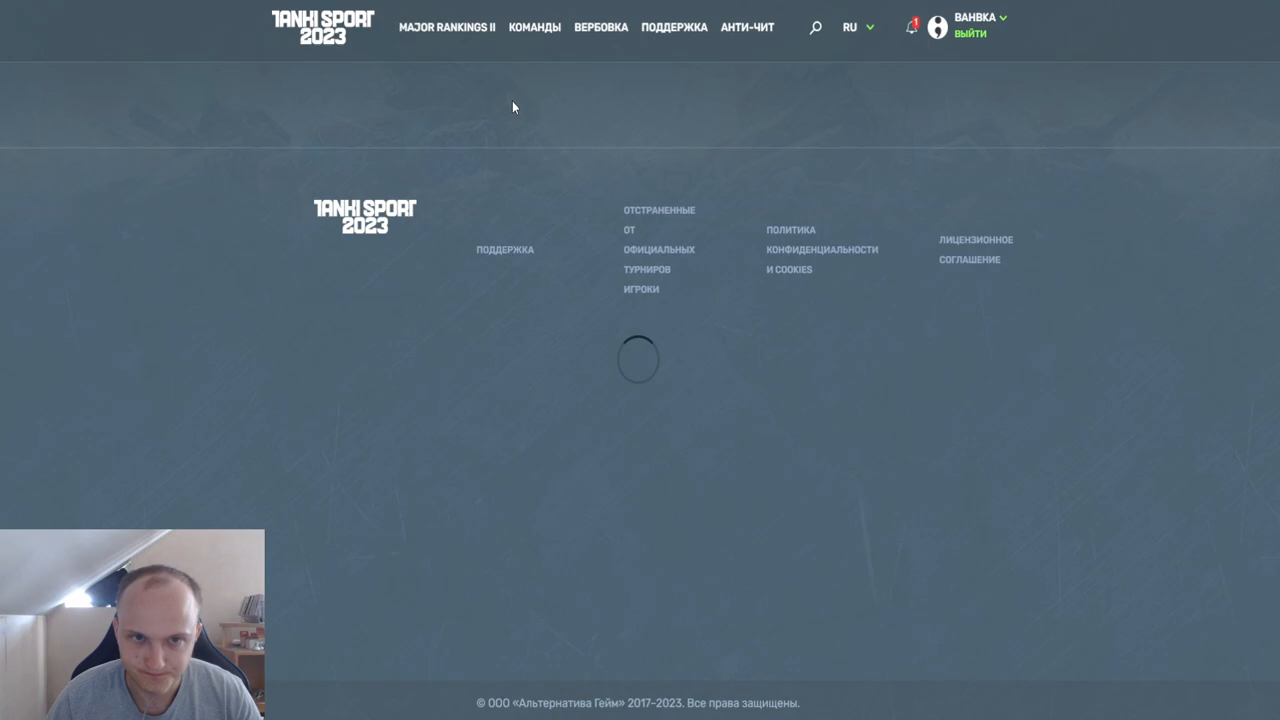 TANKI SPORT
2023
MAJOR RANKINGS II
КОМАНДЫ
ВЕРБОВКА
ПОДДЕРЖКА
АНТИ-ЧИТ
RU
1
ВАНВКА
ВЫЙТИ
TANKI SPORT
2023
ПОДДЕРЖКА
ОТСТРАНЕННЫЕ
ОТ
ОФИЦИАЛЬНЫХ
ТУРНИРОВ
ИГРОКИ
ПОЛИТИКА
КОНФИДЕНЦИАЛЬНОСТИ
И COOKIES
ЛИЦЕНЗИОННОЕ
СОГЛАШЕНИЕ
© ООО «Альтернатива Гейм» 2017-2023. Все права защищены.